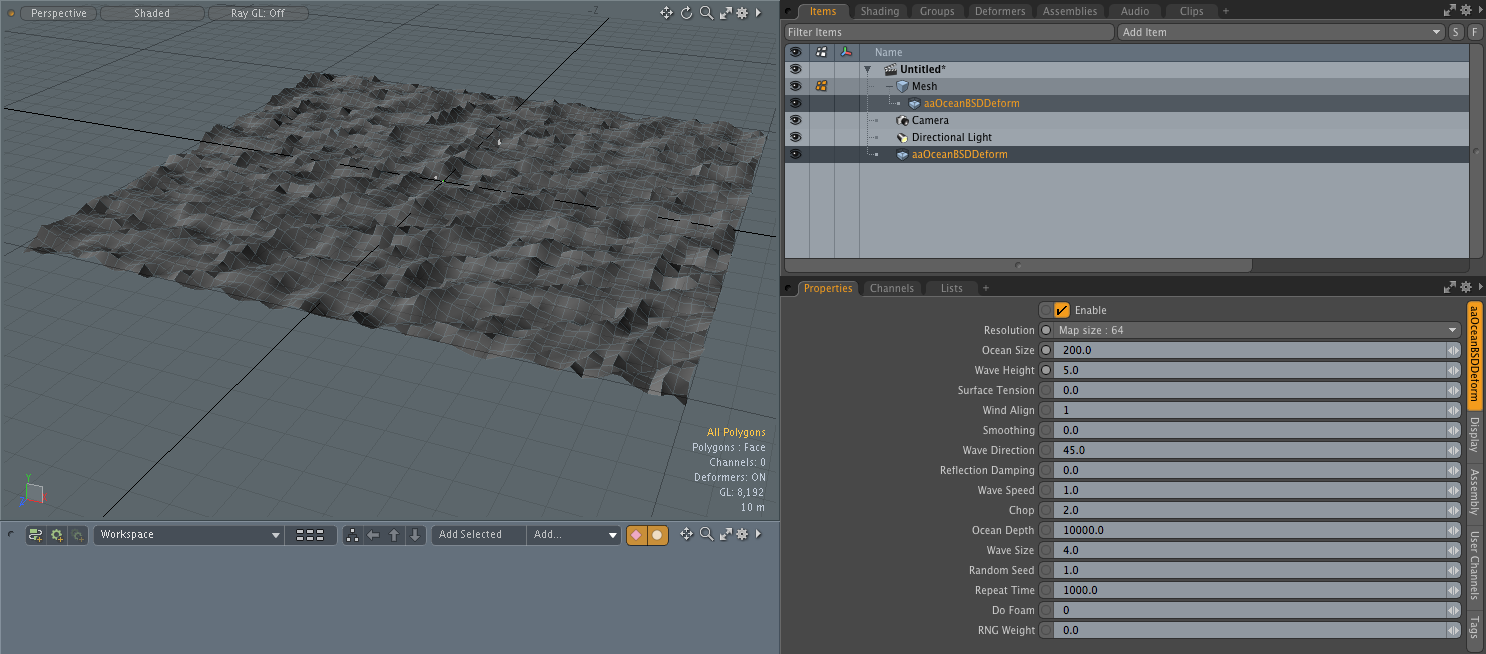 Perspective
Shaded
Ray GL: Off
-Z
All Polygons
Polygons : Face
Channels: 0
Deformers: ON
GL: 8,192
10 m
Y
Workspace
Add Selected
Add...
Items
Shading
Groups
Deformers
Assemblies
Audio
Clips
+
Filter Items
Add Item
S
F
Name
Untitled*
Mesh
aaOceanBSDDeform
Camera
Directional Light
aaOceanBSDDeform
Properties
Channels
Lists
+
Enable
Resolution Map size : 64
Ocean Size 200.0
Wave Height 5.0
Surface Tension 0.0
Wind Align 1
Smoothing 0.0
Wave Direction 45.0
Reflection Damping 0.0
Wave Speed 1.0
Chop 2.0
Ocean Depth 10000.0
Wave Size 4.0
Random Seed 1.0
Repeat Time 1000.0
Do Foam 0
RNG Weight 0.0
aaOceanBSDDeform
Display
Assembly
User Channels
Tags